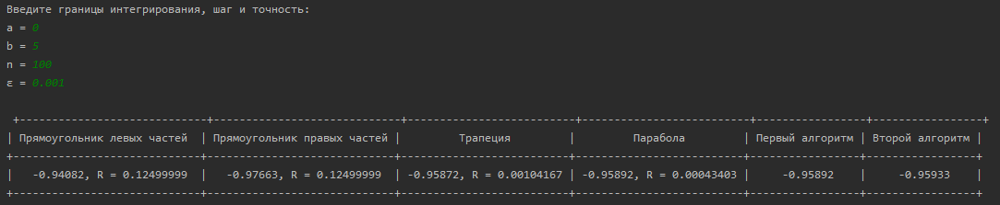 Введите границы интегрирования, шаг и точность:
a = 0
b = 5
n = 100
ε = 0.001
+-----------------------------+-----------------------------+--------------------------+--------------------------+-----------------+-----------------+
| Прямоугольник левых частей | Прямоугольник правых частей | Трапеция | Парабола | Первый алгоритм | Второй алгоритм |
+-----------------------------+-----------------------------+--------------------------+--------------------------+-----------------+-----------------+
| -0.94082, R = 0.12499999 | -0.97663, R = 0.12499999 | -0.95872, R = 0.00104167 | -0.95892, R = 0.00043403 | -0.95892 | -0.95933 |
+-----------------------------+-----------------------------+--------------------------+--------------------------+-----------------+-----------------+